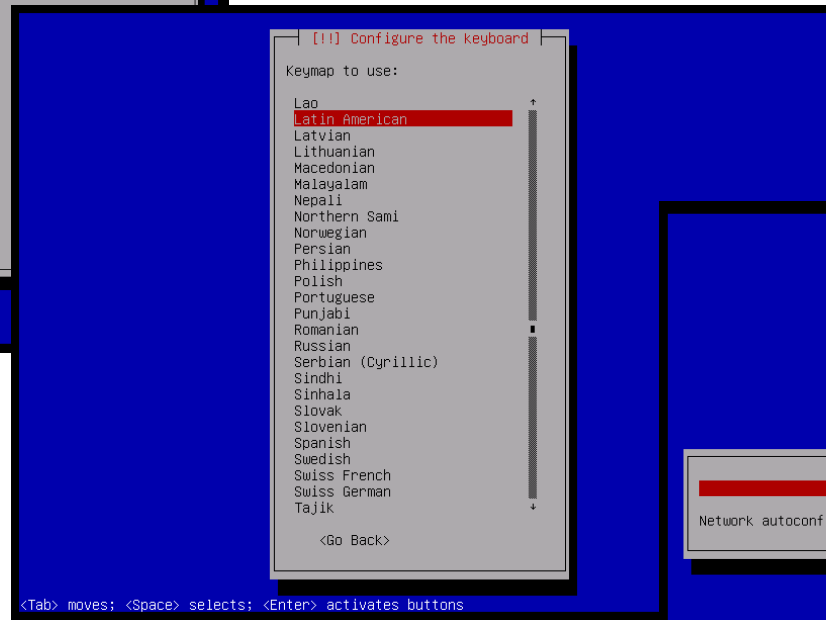 [!!] Configure the keyboard
Keymap to use:
Lao
Latin American
Latvian
Lithuanian
Macedonian
Malayalam
Nepali
Northern Sami
Norwegian
Persian
Philippines
Polish
Portuguese
Punjabi
Romanian
Russian
Serbian (Cyrillic)
Sindhi
Sinhala
Slovak
Slovenian
Spanish
Swedish
Swiss French
Swiss German
Tajik
<Go Back>
Network autoconf
<Tab> moves; <Space> selects; <Enter> activates buttons